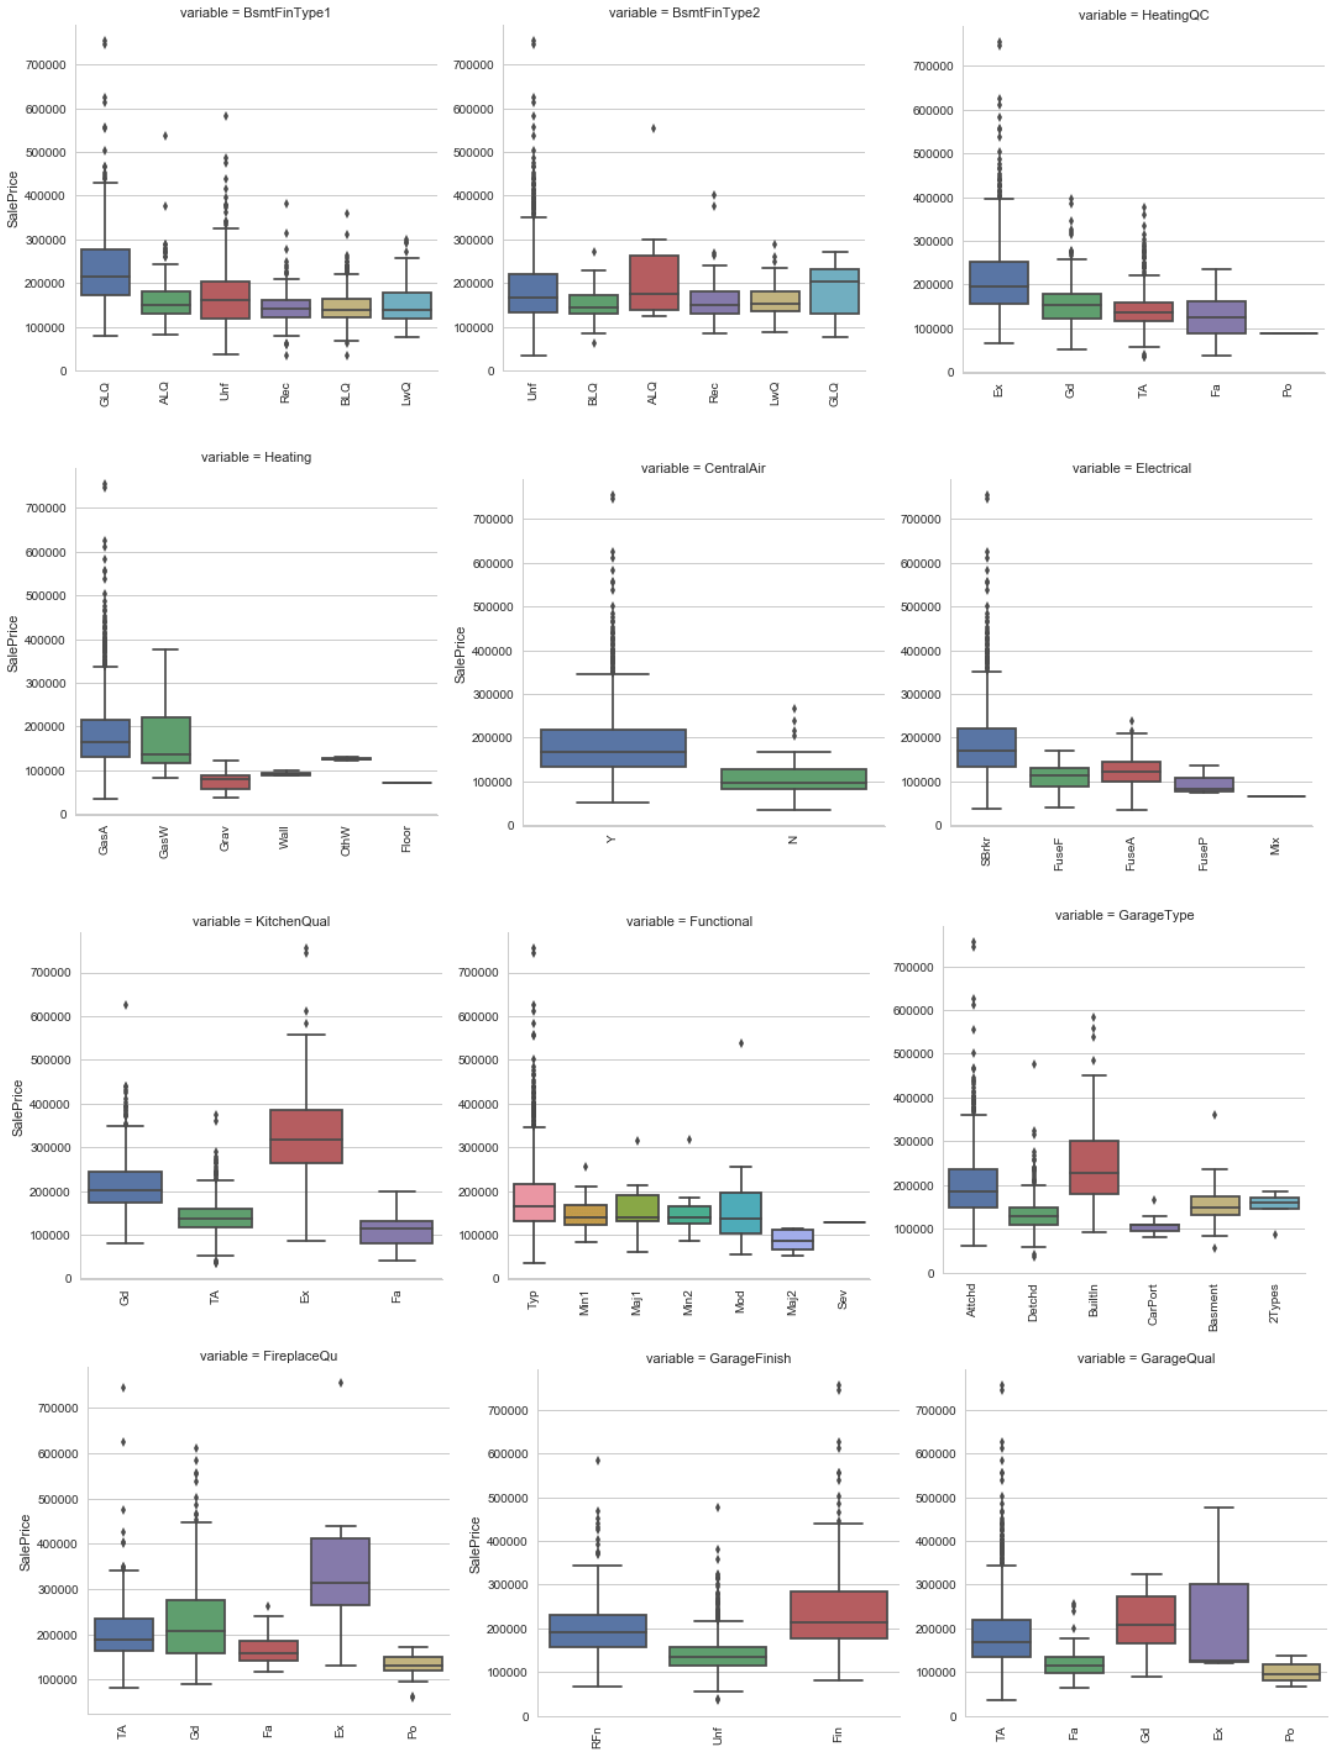 variable = BsmtFinType1
700000
600000
500000
400000
300000
200000
100000
0
SalePrice
GLQ
ALQ
Unf
Rec
BLQ
LwQ
variable = BsmtFinType2
700000
600000
500000
400000
300000
200000
100000
0
Unf
BLQ
ALQ
Rec
LwQ
GLQ
variable = HeatingQC
700000
600000
500000
400000
300000
200000
100000
0
Ex
Gd
TA
Fa
Po
variable = Heating
700000
600000
500000
400000
300000
200000
100000
0
SalePrice
GasA
GasW
Grav
Wall
OthW
Floor
variable = CentralAir
700000
600000
500000
400000
300000
200000
100000
0
SalePrice
Y
N
variable = Electrical
700000
600000
500000
400000
300000
200000
100000
0
SBrkr
FuseF
FuseA
FuseP
Mix
variable = KitchenQual
700000
600000
500000
400000
300000
200000
100000
0
SalePrice
Gd
TA
Ex
Fa
variable = Functional
700000
600000
500000
400000
300000
200000
100000
0
Typ
Min1
Maj1
Min2
Mod
Maj2
Sev
variable = GarageType
700000
600000
500000
400000
300000
200000
100000
0
Attchd
Detchd
BuiltIn
CarPort
Basment
2Types
variable = FireplaceQu
700000
600000
500000
400000
300000
200000
100000
SalePrice
TA
Gd
Fa
Ex
Po
variable = GarageFinish
700000
600000
500000
400000
300000
200000
100000
0
SalePrice
RFn
Unf
Fin
variable = GarageQual
700000
600000
500000
400000
300000
200000
100000
0
TA
Fa
Gd
Ex
Po